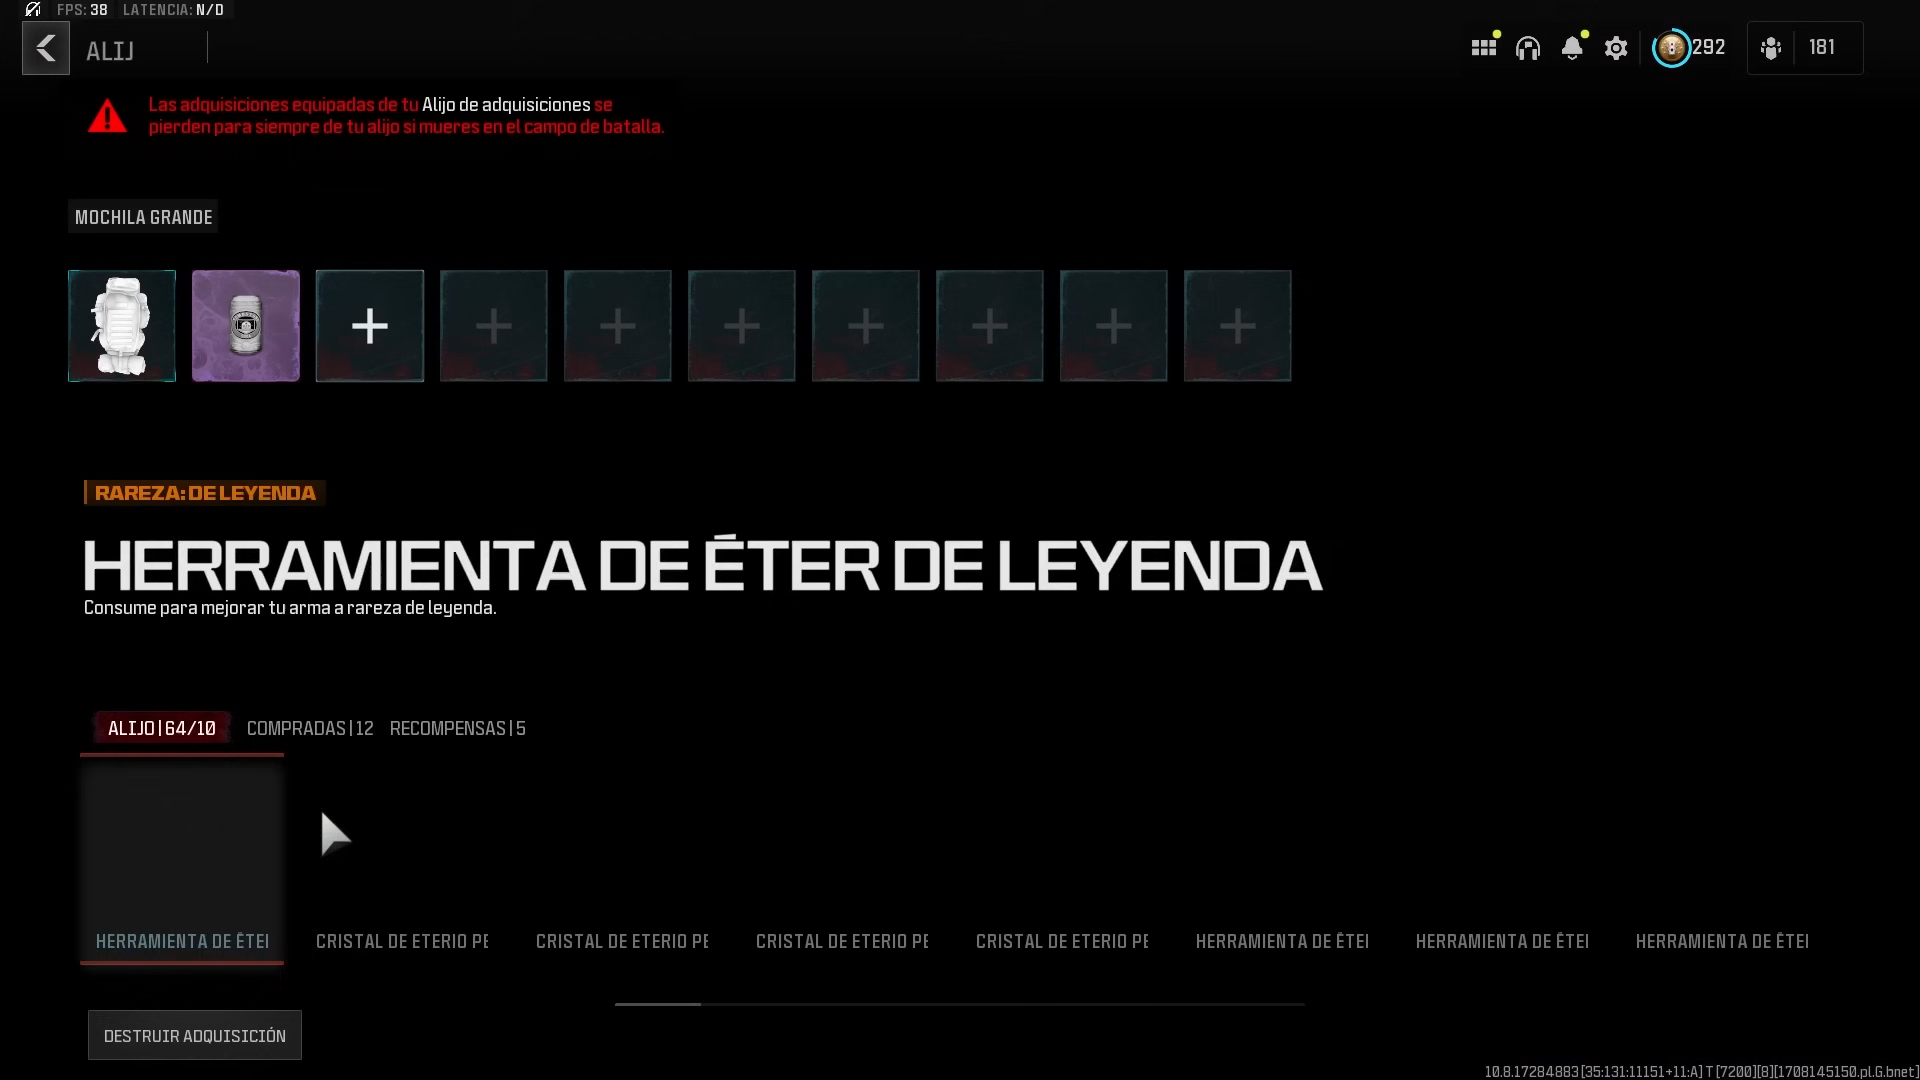 FPS: 38 LATENCIA: N/D
ALIJ
292
181
Las adquisiciones equipadas de tu Alijo de adquisiciones se
pierden para siempre de tu alijo si mueres en el campo de batalla.
MOCHILA GRANDE
RAREZA: DE LEYENDA
HERRAMIENTA DE ÉTER DE LEYENDA
Consume para mejorar tu arma a rareza de leyenda.
ALIJO|64/10 COMPRADAS|12 RECOMPENSAS|5
HERRAMIENTA DE ÉTEI CRISTAL DE ETERIO PE CRISTAL DE ETERIO PE CRISTAL DE ETERIO PE CRISTAL DE ETERIO PE HERRAMIENTA DE ÉTEI HERRAMIENTA DE ÉTEI HERRAMIENTA DE ÉTEI
DESTRUIR ADQUISICIÓN
10.8.17284883[35:131:11151+11:A] T [7200][8][1708145150.pl.G.bnet]